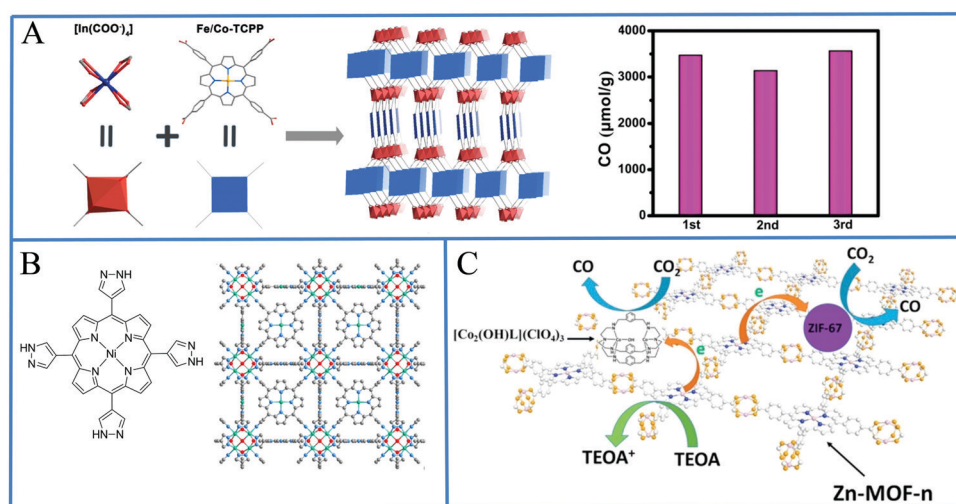 A
[In(COO⁻)₄]
Fe/Co-TCPP
=
+
=
CO (μmol/g)
4000
3000
2000
1000
0
1st
2nd
3rd
B
N NH
N
NH
HN
N
N
N
N
N
Ni
HN N
C
CO
CO₂
CO₂
CO
e
e
ZIF-67
[Co₂(OH)L](ClO₄)₃
TEOA⁺
TEOA
Zn-MOF-n